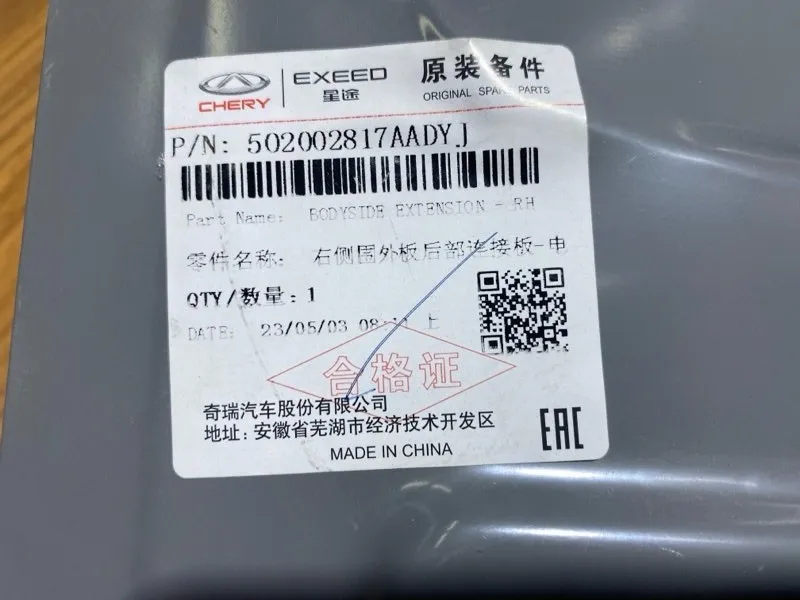 CHERY
EXEED
星途
原装备件
ORIGINAL SPARE PARTS
P/N: 502002817AADYJ
Part Name: BODYSIDE EXTENSION - RH
零件名称: 右侧围外板后部连接板-电
QTY/数量: 1
DATE: 23/05/03 上
合格证
奇瑞汽车股份有限公司
地址: 安徽省芜湖市经济技术开发区
MADE IN CHINA
EAC